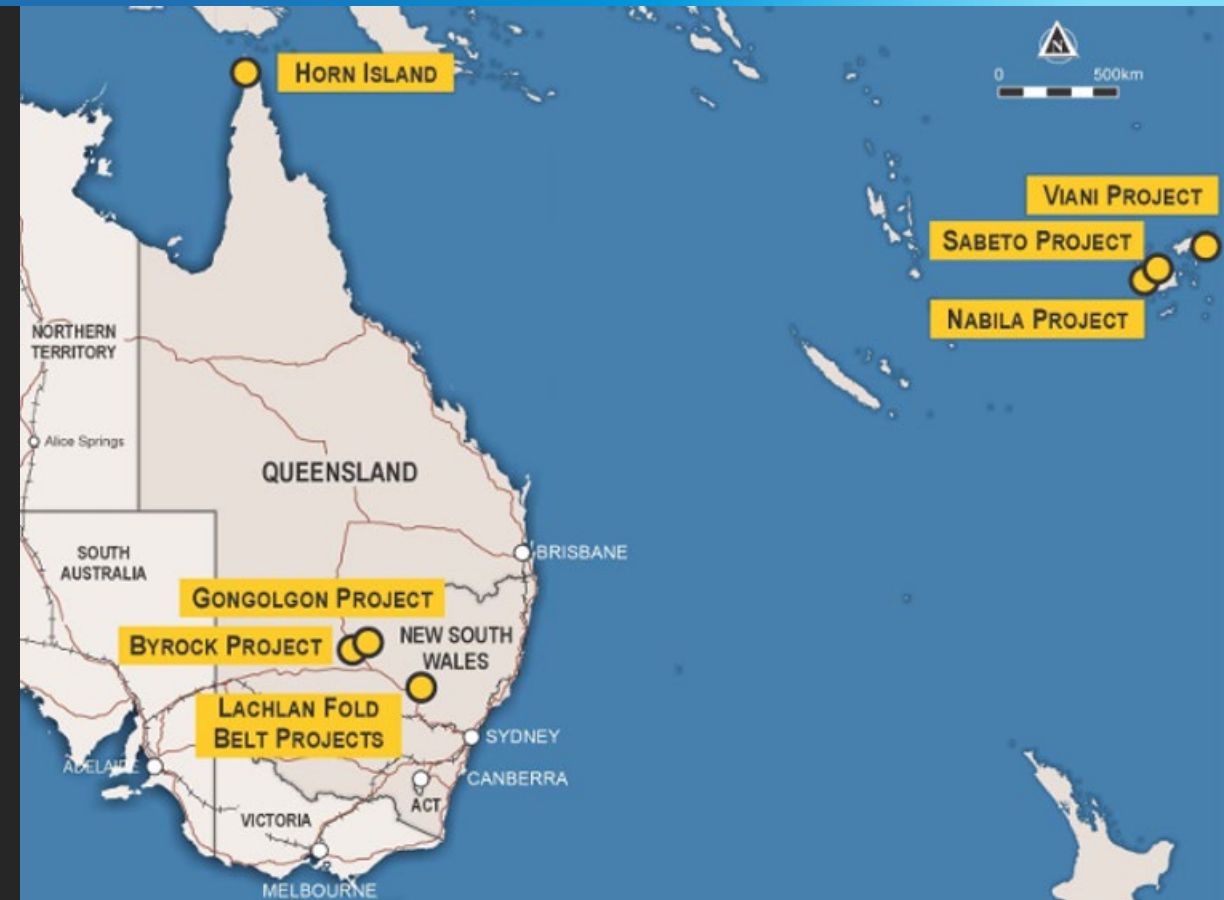 N
0 500km
HORN ISLAND
VIANI PROJECT
SABETO PROJECT
NABILA PROJECT
NORTHERN
TERRITORY
Alice Springs
QUEENSLAND
BRISBANE
SOUTH
AUSTRALIA
GONGOLGON PROJECT
BYROCK PROJECT
NEW SOUTH
WALES
LACHLAN FOLD
BELT PROJECTS
SYDNEY
ADELAIDE
CANBERRA
ACT
VICTORIA
MELBOURNE